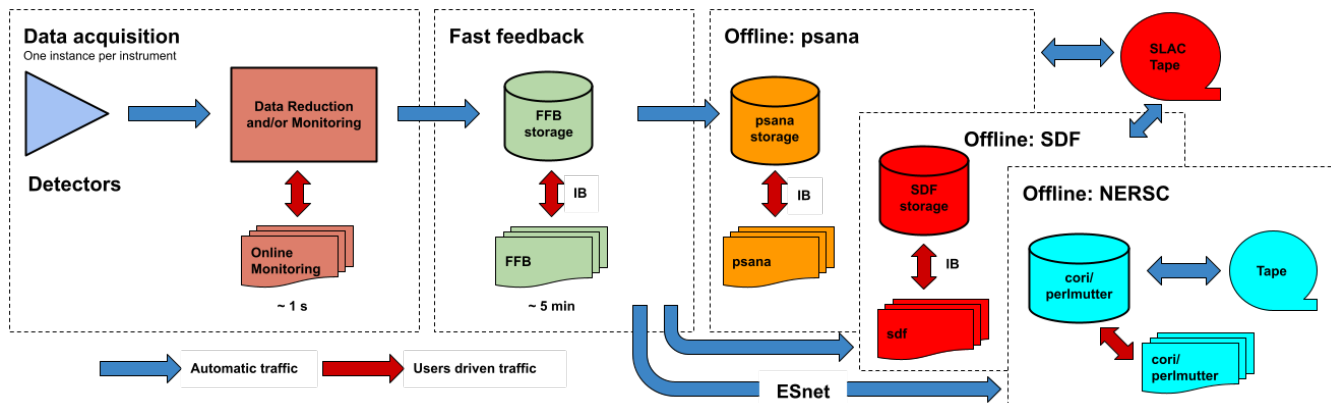 Data acquisition
One instance per instrument
Detectors
Data Reduction
and/or Monitoring
Online
Monitoring
~ 1 s
Fast feedback
FFB
storage
IB
FFB
~ 5 min
Offline: psana
psana
storage
IB
psana
SLAC
Tape
Offline: SDF
SDF
storage
IB
sdf
Offline: NERSC
cori/
perlmutter
Tape
cori/
perlmutter
Automatic traffic
Users driven traffic
ESnet